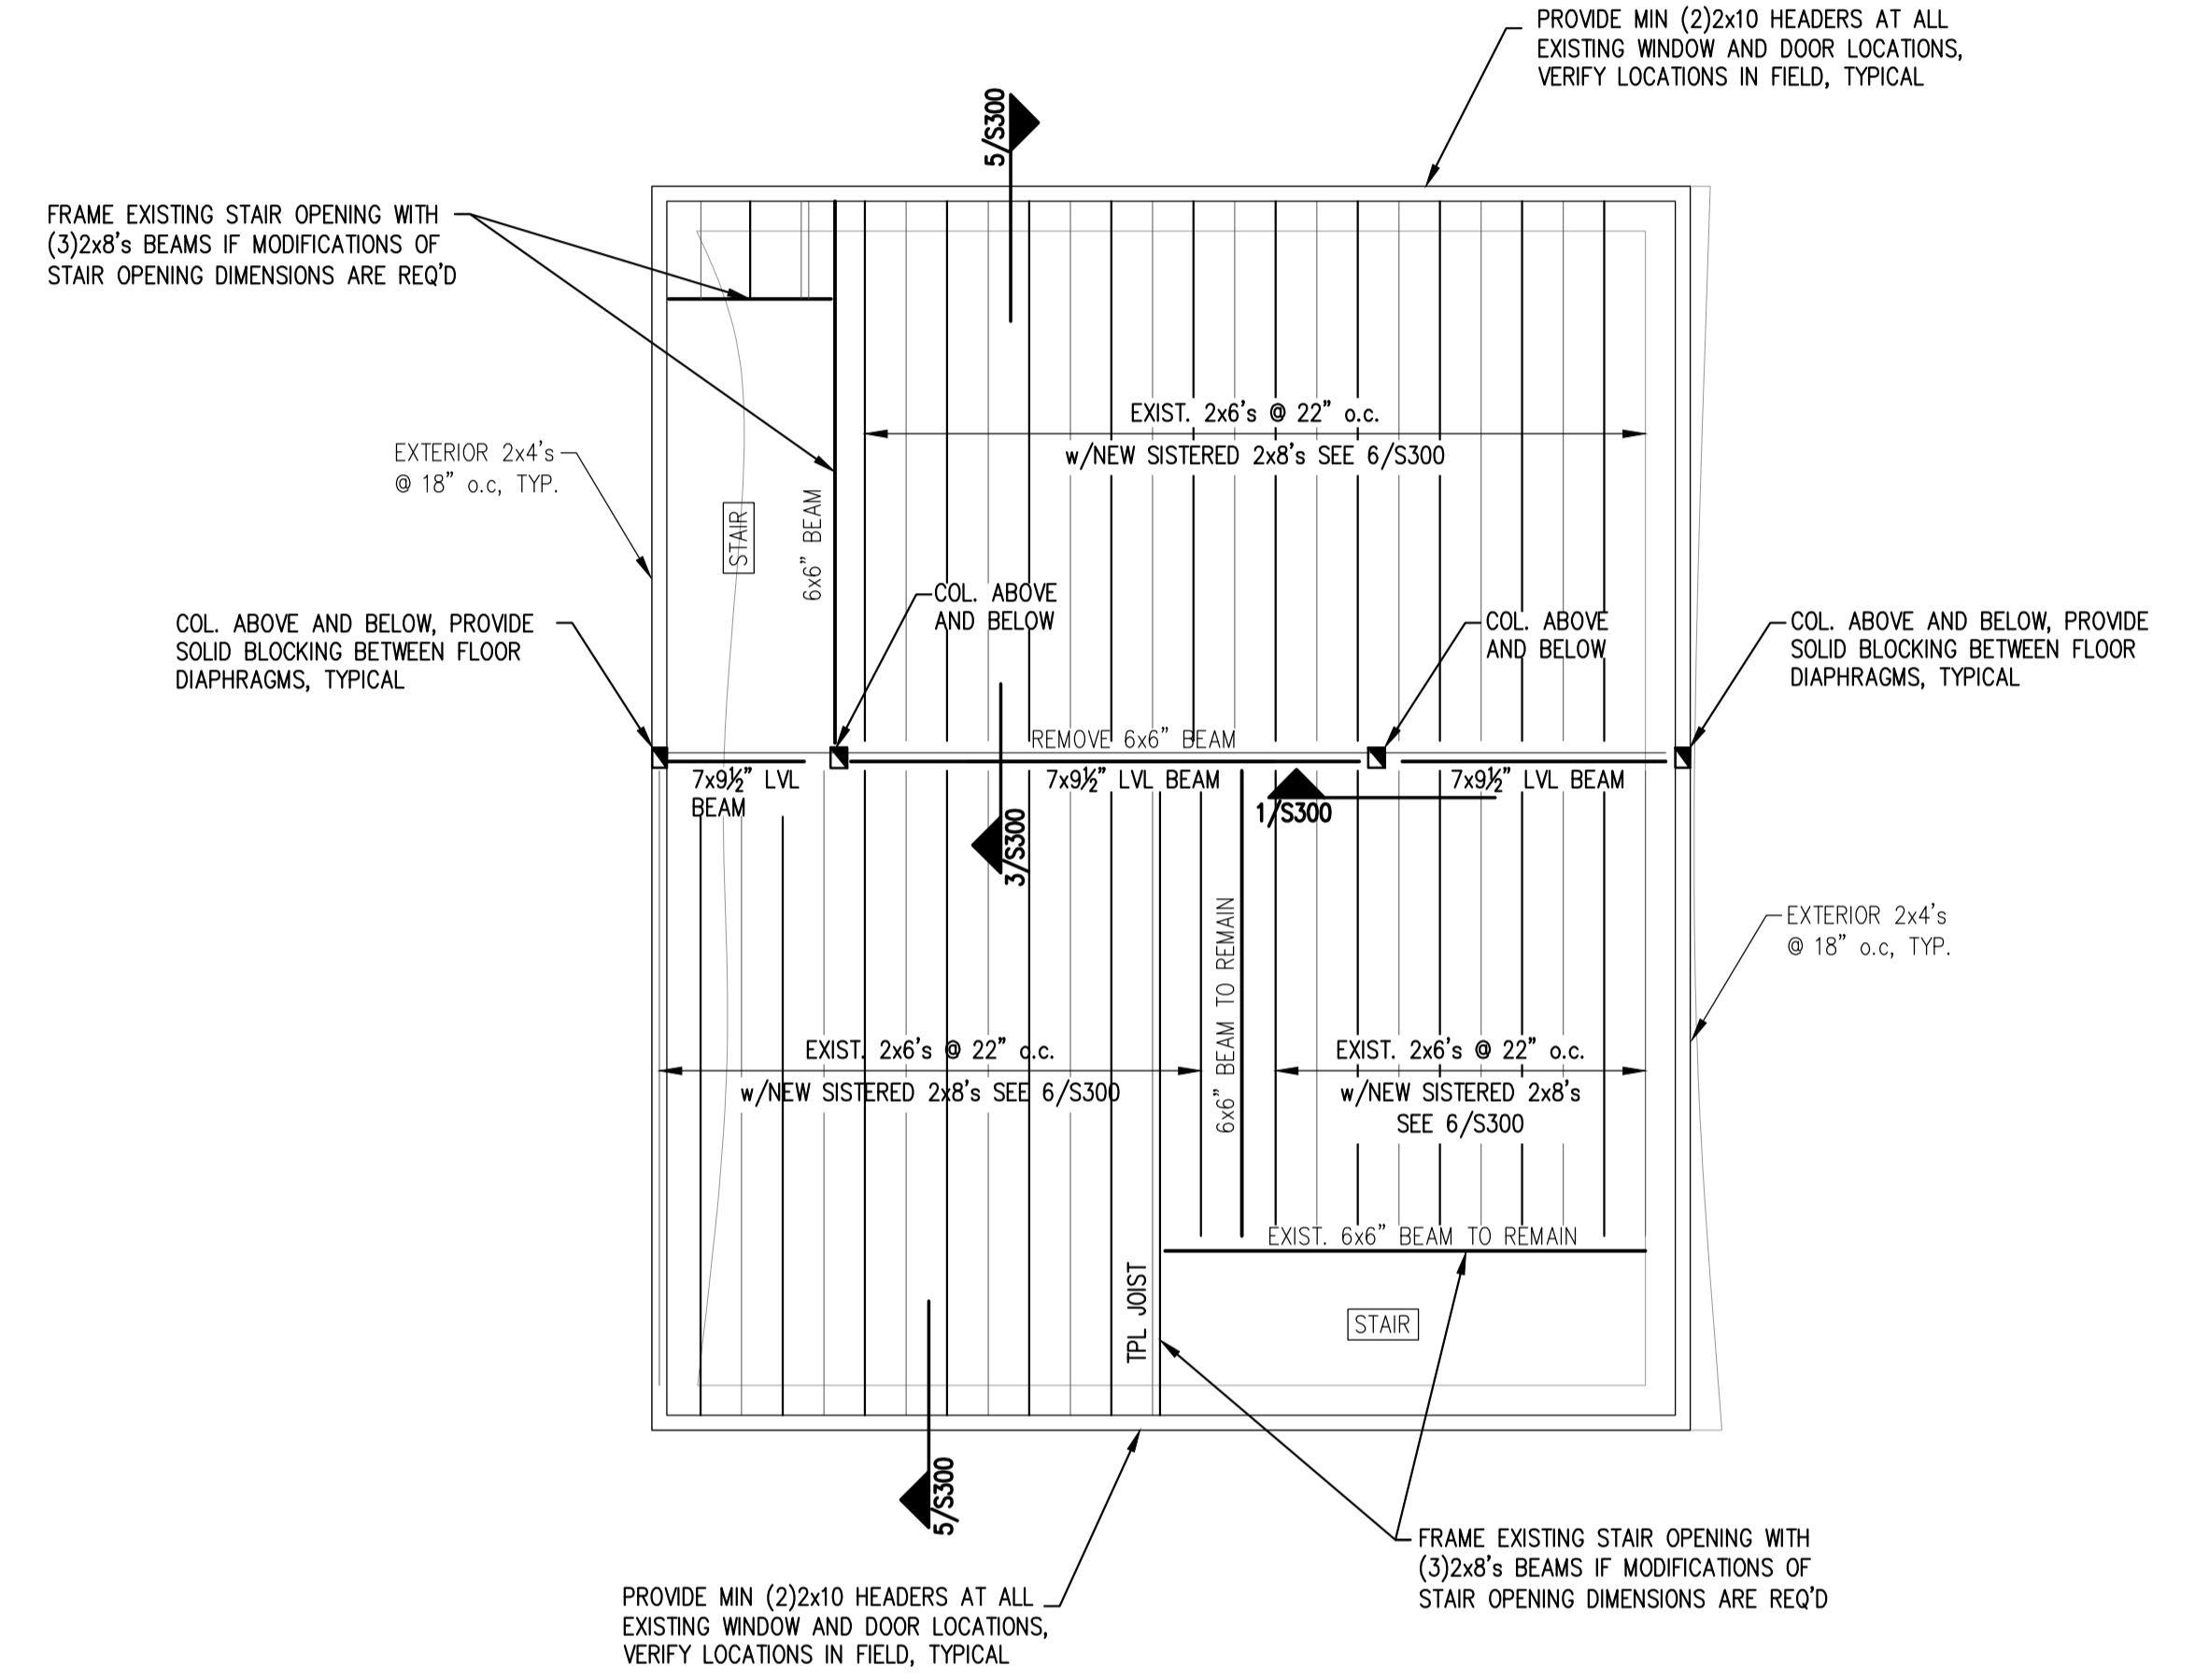 PROVIDE MIN (2)2x10 HEADERS AT ALL
EXISTING WINDOW AND DOOR LOCATIONS,
VERIFY LOCATIONS IN FIELD, TYPICAL
5/S300
FRAME EXISTING STAIR OPENING WITH
(3)2x8's BEAMS IF MODIFICATIONS OF
STAIR OPENING DIMENSIONS ARE REQ'D
EXIST. 2x6's @ 22" o.c.
w/NEW SISTERED 2x8's SEE 6/S300
EXTERIOR 2x4's
@ 18" o.c, TYP.
STAIR
6x6" BEAM
COL. ABOVE
AND BELOW
COL. ABOVE
AND BELOW
COL. ABOVE AND BELOW, PROVIDE
SOLID BLOCKING BETWEEN FLOOR
DIAPHRAGMS, TYPICAL
COL. ABOVE AND BELOW, PROVIDE
SOLID BLOCKING BETWEEN FLOOR
DIAPHRAGMS, TYPICAL
REMOVE 6x6" BEAM
7x9½" LVL
BEAM
7x9½" LVL BEAM
7x9½" LVL BEAM
1/S300
3/S300
EXTERIOR 2x4's
@ 18" o.c, TYP.
6x6" BEAM TO REMAIN
EXIST. 2x6's @ 22" o.c.
w/NEW SISTERED 2x8's SEE 6/S300
EXIST. 2x6's @ 22" o.c.
w/NEW SISTERED 2x8's
SEE 6/S300
EXIST. 6x6" BEAM TO REMAIN
TPL JOIST
STAIR
5/S300
FRAME EXISTING STAIR OPENING WITH
(3)2x8's BEAMS IF MODIFICATIONS OF
STAIR OPENING DIMENSIONS ARE REQ'D
PROVIDE MIN (2)2x10 HEADERS AT ALL
EXISTING WINDOW AND DOOR LOCATIONS,
VERIFY LOCATIONS IN FIELD, TYPICAL